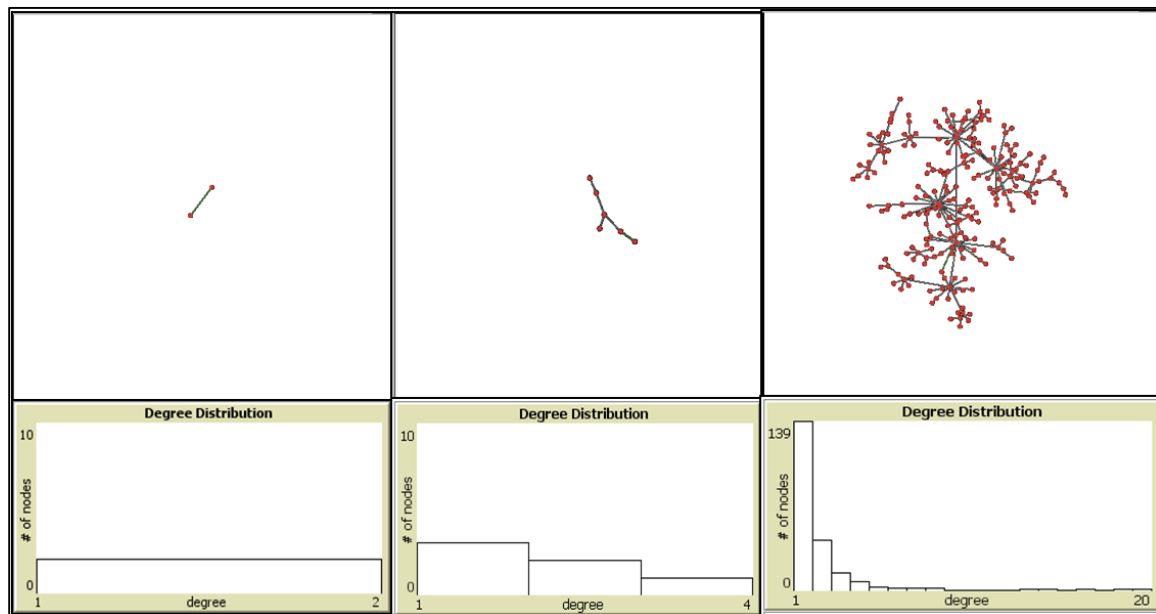 Degree Distribution
10
# of nodes
0
1
degree
2
Degree Distribution
10
# of nodes
0
1
degree
4
Degree Distribution
139
# of nodes
0
1
degree
20